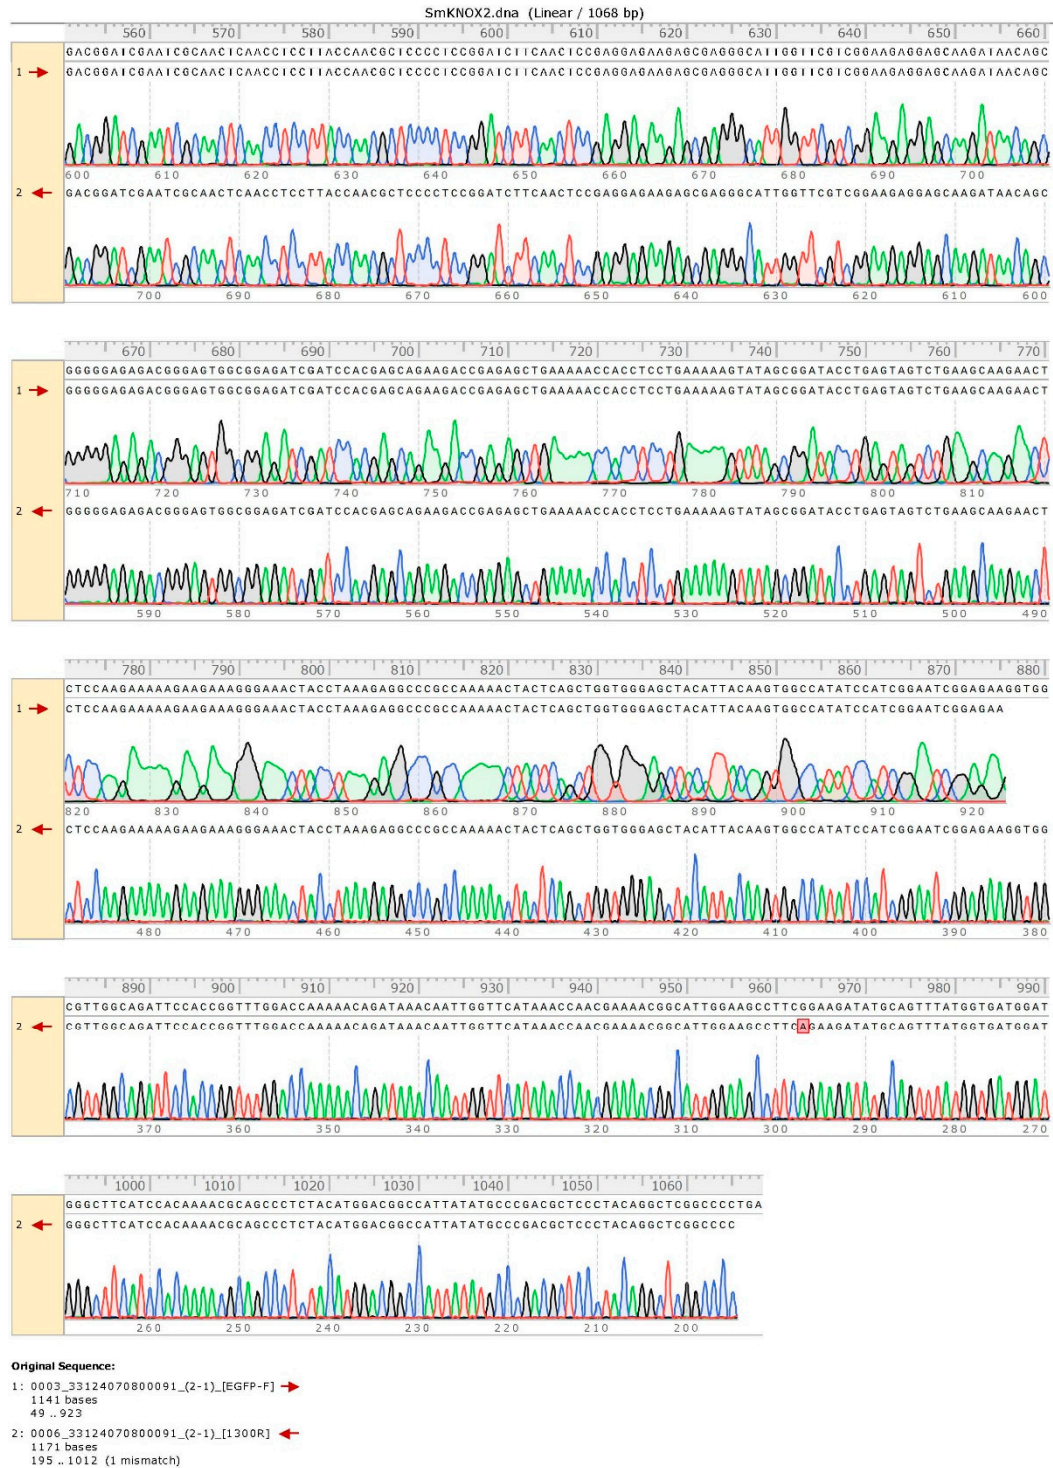 SmKNOX2.dna (Linear / 1068 bp)
560 570 580 590 600 610 620 630 640 650 660
GACGGATCGAATCGCAACTCAACCTCCTTACCAACGCTCCCCTCCGGATCTTCAACTCCGAGGAGAAGAGCGAGGGCATTGGTTCGTCGGAAGAGGAGCAAGATAACAGC
1 GACGGATCGAATCGCAACTCAACCTCCTTACCAACGCTCCCCTCCGGATCTTCAACTCCGAGGAGAAGAGCGAGGGCATTGGTTCGTCGGAAGAGGAGCAAGATAACAGC
600 610 620 630 640 650 660 670 680 690 700
2 GACGGATCGAATCGCAACTCAACCTCCTTACCAACGCTCCCCTCCGGATCTTCAACTCCGAGGAGAAGAGCGAGGGCATTGGTTCGTCGGAAGAGGAGCAAGATAACAGC
700 690 680 670 660 650 640 630 620 610 600
670 680 690 700 710 720 730 740 750 760 770
GGGGGAGAGACGGGAGTGGCGGAGATCGATCCACGAGCAGAAGACCGAGAGCTGAAAAACCACCTCCTGAAAAAGTATAGCGGATACCTGAGTAGTCTGAAGCAAGAACT
1 GGGGGAGAGACGGGAGTGGCGGAGATCGATCCACGAGCAGAAGACCGAGAGCTGAAAAACCACCTCCTGAAAAAGTATAGCGGATACCTGAGTAGTCTGAAGCAAGAACT
710 720 730 740 750 760 770 780 790 800 810
2 GGGGGAGAGACGGGAGTGGCGGAGATCGATCCACGAGCAGAAGACCGAGAGCTGAAAAACCACCTCCTGAAAAAGTATAGCGGATACCTGAGTAGTCTGAAGCAAGAACT
590 580 570 560 550 540 530 520 510 500 490
780 790 800 810 820 830 840 850 860 870 880
CTCCAAGAAAAAGAAGAAAGGGAAACTACCTAAAGAGGCCCGCCAAAAACTACTCAGCTGGTGGGAGCTACATTACAAGTGGCCATATCCATCGGAATCGGAGAAGGTGG
1 CTCCAAGAAAAAGAAGAAAGGGAAACTACCTAAAGAGGCCCGCCAAAAACTACTCAGCTGGTGGGAGCTACATTACAAGTGGCCATATCCATCGGAATCGGAGAA
820 830 840 850 860 870 880 890 900 910 920
2 CTCCAAGAAAAAGAAGAAAGGGAAACTACCTAAAGAGGCCCGCCAAAAACTACTCAGCTGGTGGGAGCTACATTACAAGTGGCCATATCCATCGGAATCGGAGAAGGTGG
480 470 460 450 440 430 420 410 400 390 380
890 900 910 920 930 940 950 960 970 980 990
CGTTGGCAGATTCCACCGGTTTGGACCAAAAACAGATAAACAATTGGTTCATAAACCAACGAAAACGGCATTGGAAGCCTTCGGAAGATATGCAGTTTATGGTGATGGAT
2 CGTTGGCAGATTCCACCGGTTTGGACCAAAAACAGATAAACAATTGGTTCATAAACCAACGAAAACGGCATTGGAAGCCTTCAGAAGATATGCAGTTTATGGTGATGGAT
370 360 350 340 330 320 310 300 290 280 270
1000 1010 1020 1030 1040 1050 1060
GGGCTTCATCCACAAAACGCAGCCCTCTACATGGACGGCCATTATATGCCCGACGCTCCCTACAGGCTCGGCCCCTGA
2 GGGCTTCATCCACAAAACGCAGCCCTCTACATGGACGGCCATTATATGCCCGACGCTCCCTACAGGCTCGGCCCC
260 250 240 230 220 210 200
Original Sequence:
1: 0003_33124070800091_(2-1)_[EGFP-F]
1141 bases
49 .. 923
2: 0006_33124070800091_(2-1)_[1300R]
1171 bases
195 .. 1012 (1 mismatch)